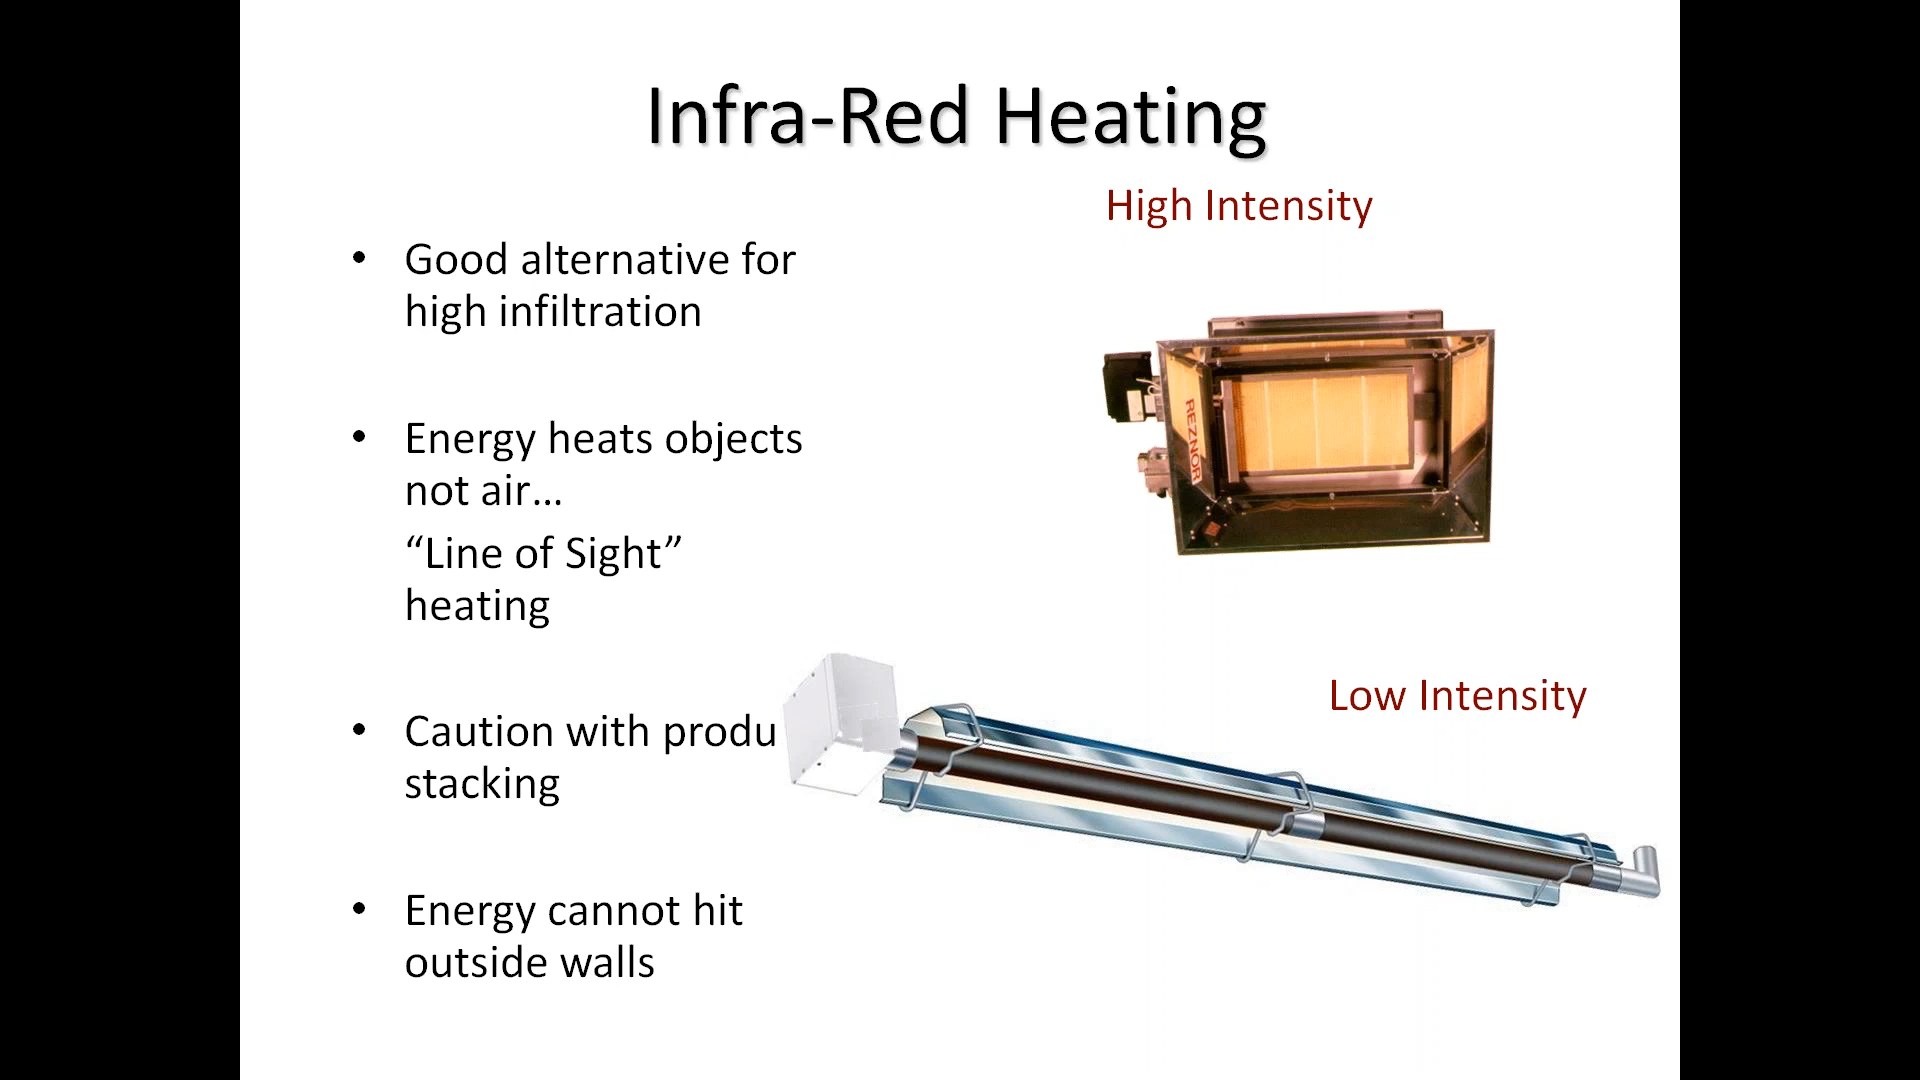 Infra-Red Heating
High Intensity
• Good alternative for
high infiltration
• Energy heats objects
not air…
“Line of Sight”
heating
• Caution with produ
stacking
• Energy cannot hit
outside walls
REZNOR
Low Intensity